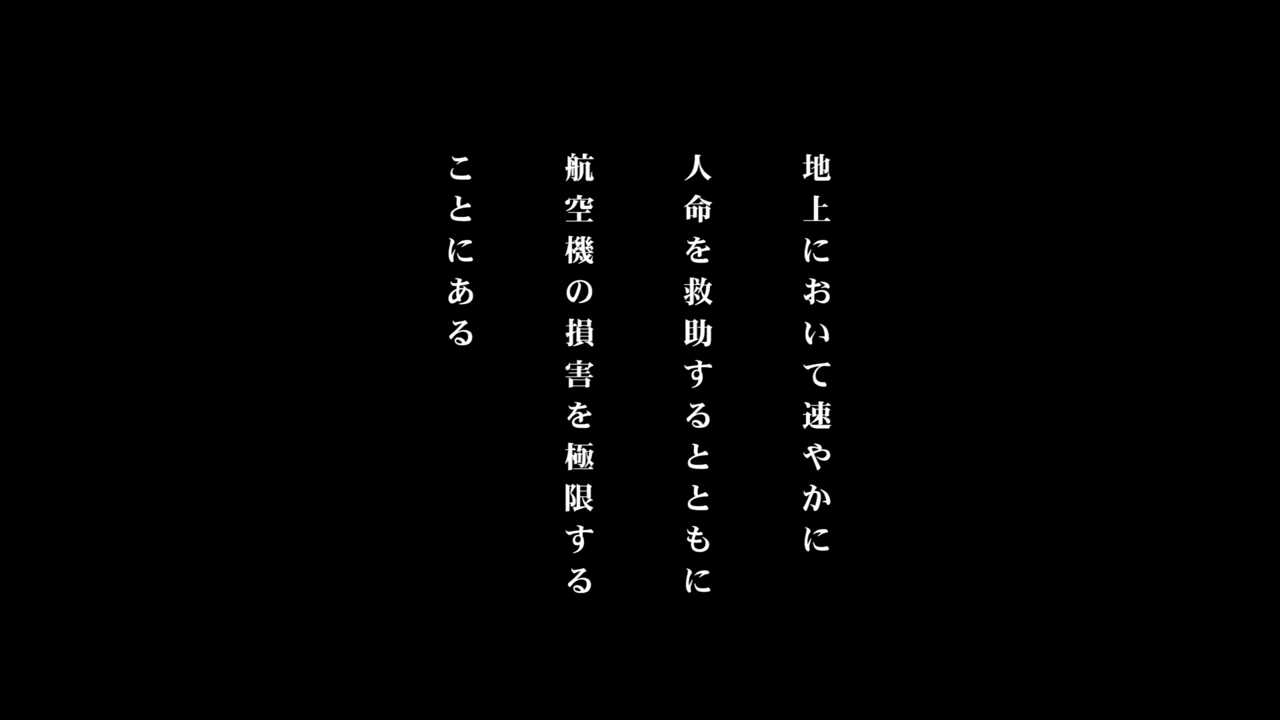 地上において速やかに
人命を救助するとともに
航空機の損害を極限する
ことにある